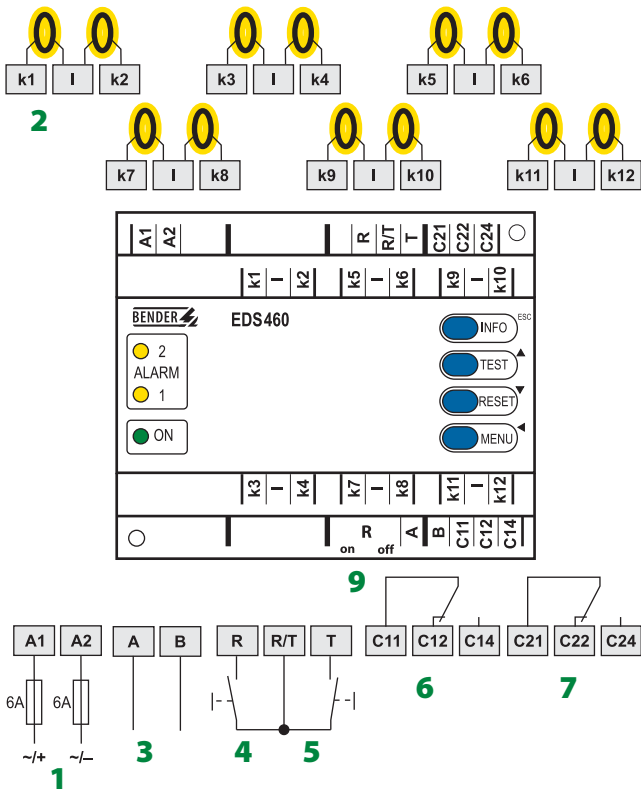 k1 I k2 k3 I k4 k5 I k6
2
k7 I k8 k9 I k10 k11 I k12
A1 A2 R R/T T C21 C22 C24
k1 I k2 k5 I k6 k9 I k10
BENDER EDS460
INFO ESC
2
TEST
ALARM
1
RESET
ON
MENU
k3 I k4 k7 I k8 k11 I k12
R A B C11 C12 C14
on off
9
A1 A2 A B R R/T T C11 C12 C14 C21 C22 C24
6 7
6A 6A
3 4 5
~/+ ~/–
1